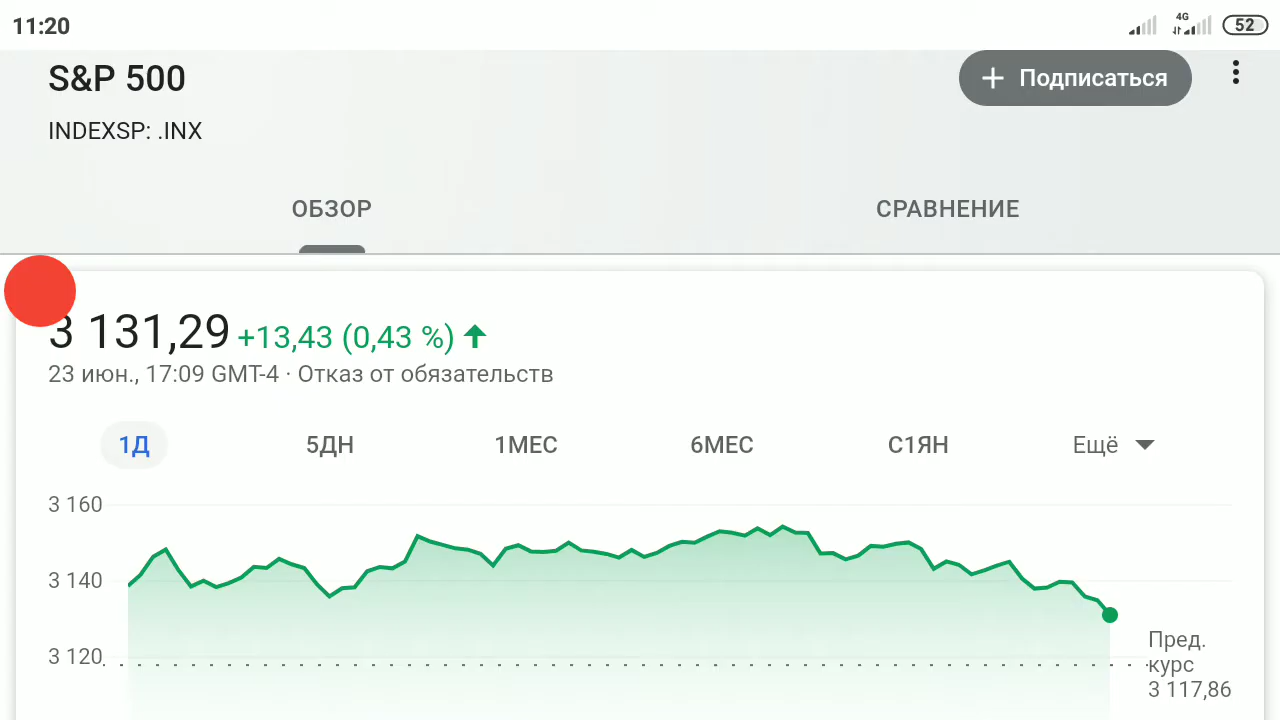 11:20
4G
52
S&P 500
Подписаться
INDEXSP: .INX
ОБЗОР
СРАВНЕНИЕ
3 131,29 +13,43 (0,43 %)
23 июн., 17:09 GMT-4 · Отказ от обязательств
1Д
5ДН
1МЕС
6МЕС
С1ЯН
Ещё
3 160
3 140
3 120
Пред.
курс
3 117,86